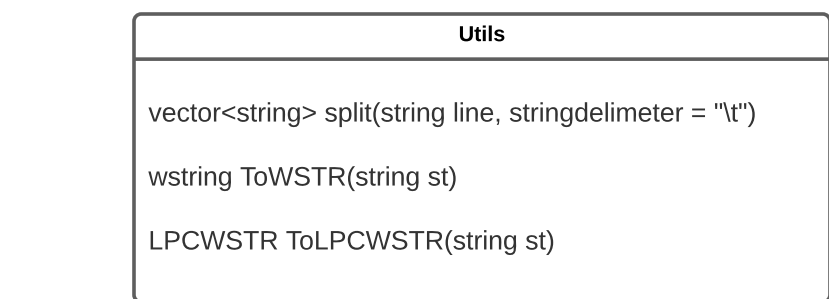 Utils
vector<string> split(string line, stringdelimeter = "\t")
wstring ToWSTR(string st)
LPCWSTR ToLPCWSTR(string st)